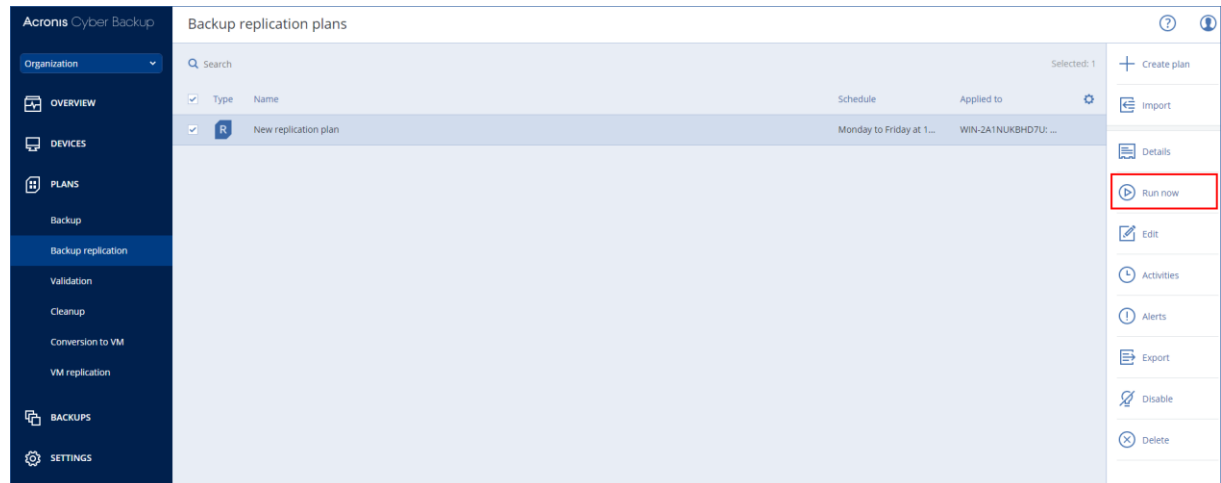 Acronis Cyber Backup
Backup replication plans
Organization
Search
Selected: 1
Create plan
OVERVIEW
Type Name Schedule Applied to
Import
R New replication plan Monday to Friday at 1... WIN-2A1NUKBHD7U: ...
DEVICES
Details
PLANS
Run now
Backup
Edit
Backup replication
Activities
Validation
Cleanup
Alerts
Conversion to VM
Export
VM replication
Disable
BACKUPS
Delete
SETTINGS